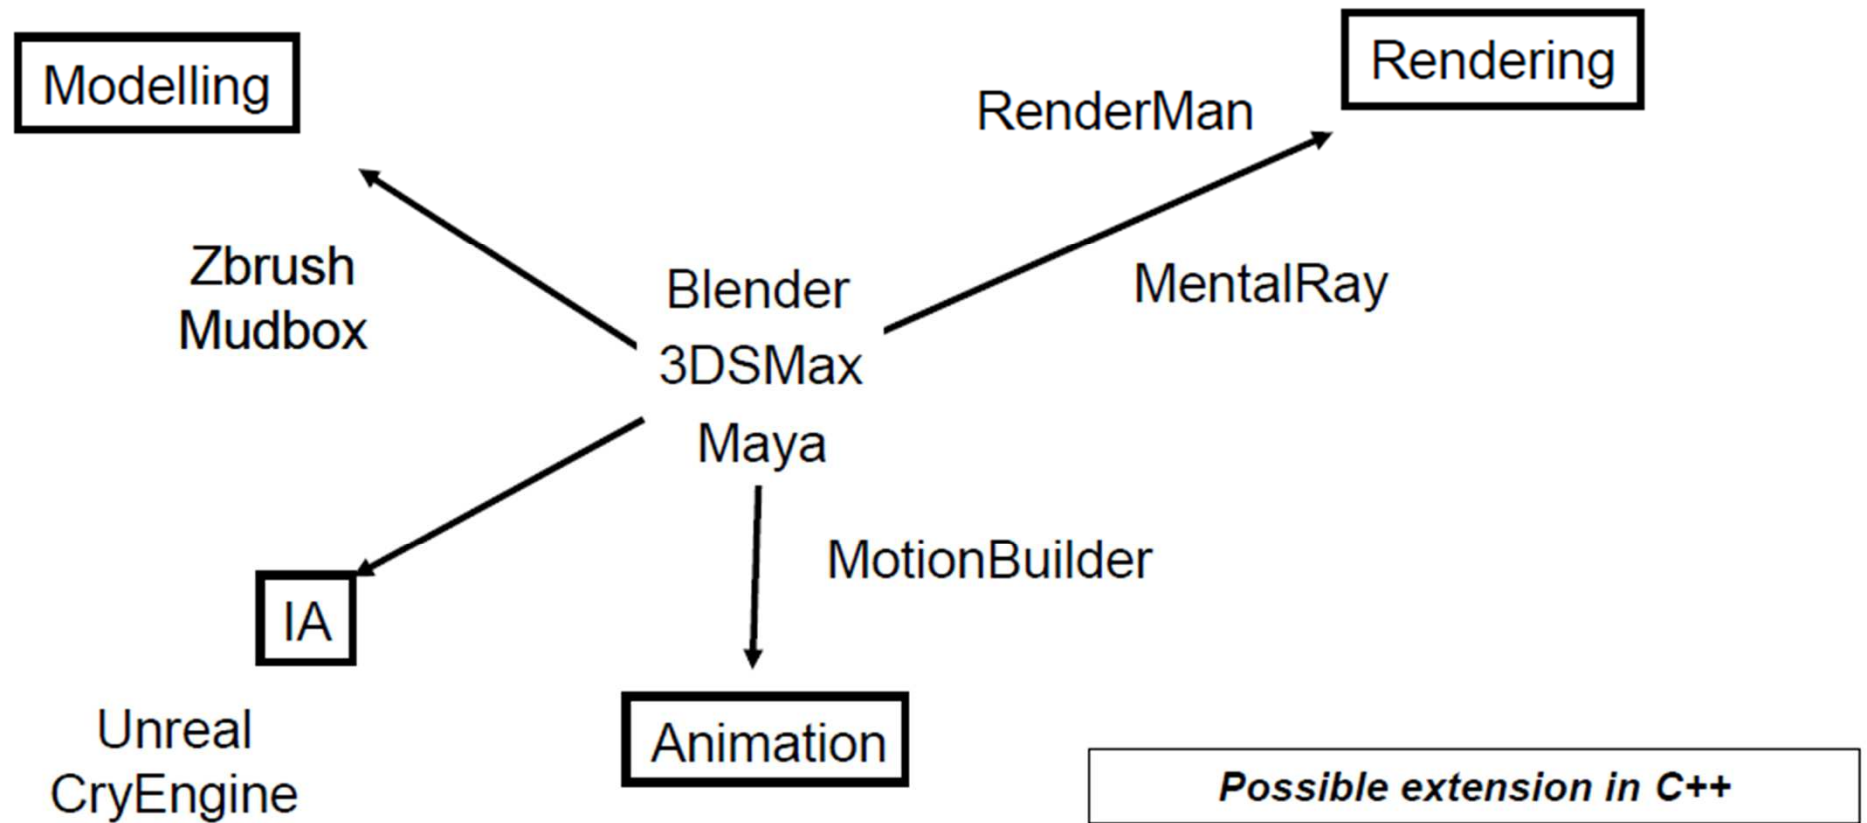 Modelling
Rendering
RenderMan
Zbrush
Mudbox
Blender
3DSMax
Maya
MentalRay
MotionBuilder
IA
Unreal
CryEngine
Animation
Possible extension in C++